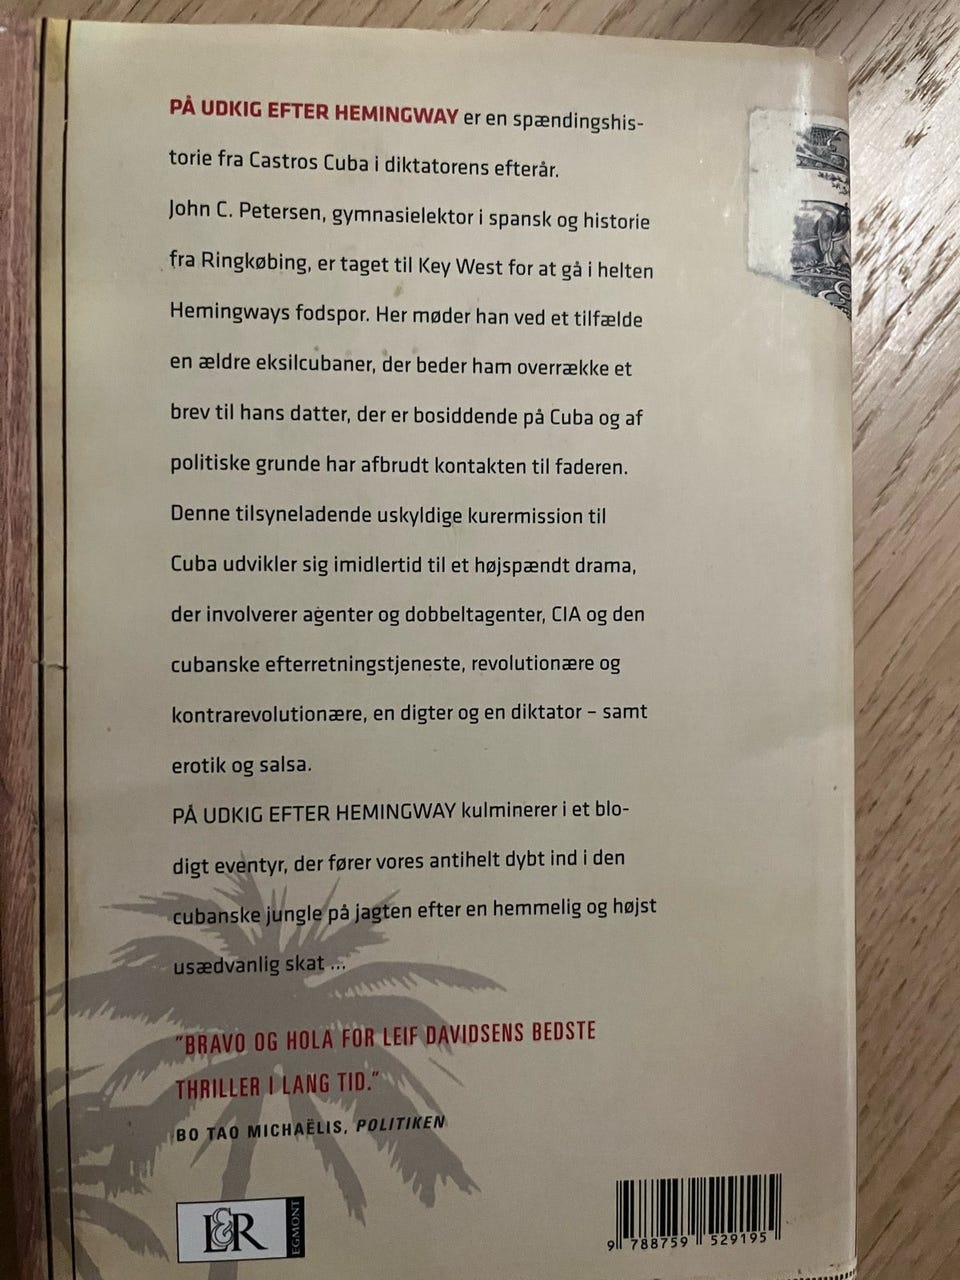 PÅ UDKIG EFTER HEMINGWAY er en spændingshis-
torie fra Castros Cuba i diktatorens efterår.
John C. Petersen, gymnasielektor i spansk og historie
fra Ringkøbing, er taget til Key West for at gå i helten
Hemingways fodspor. Her møder han ved et tilfælde
en ældre eksilcubaner, der beder ham overrække et
brev til hans datter, der er bosiddende på Cuba og af
politiske grunde har afbrudt kontakten til faderen.
Denne tilsyneladende uskyldige kurermission til
Cuba udvikler sig imidlertid til et højspændt drama,
der involverer agenter og dobbeltagenter, CIA og den
cubanske efterretningstjeneste, revolutionære og
kontrarevolutionære, en digter og en diktator – samt
erotik og salsa.
PÅ UDKIG EFTER HEMINGWAY kulminerer i et blo-
digt eventyr, der fører vores antihelt dybt ind i den
cubanske jungle på jagten efter en hemmelig og højst
usædvanlig skat ...
"BRAVO OG HOLA FOR LEIF DAVIDSENS BEDSTE
THRILLER I LANG TID."
BO TAO MICHAËLIS, POLITIKEN
L&R
EGMONT
9 788759 529195